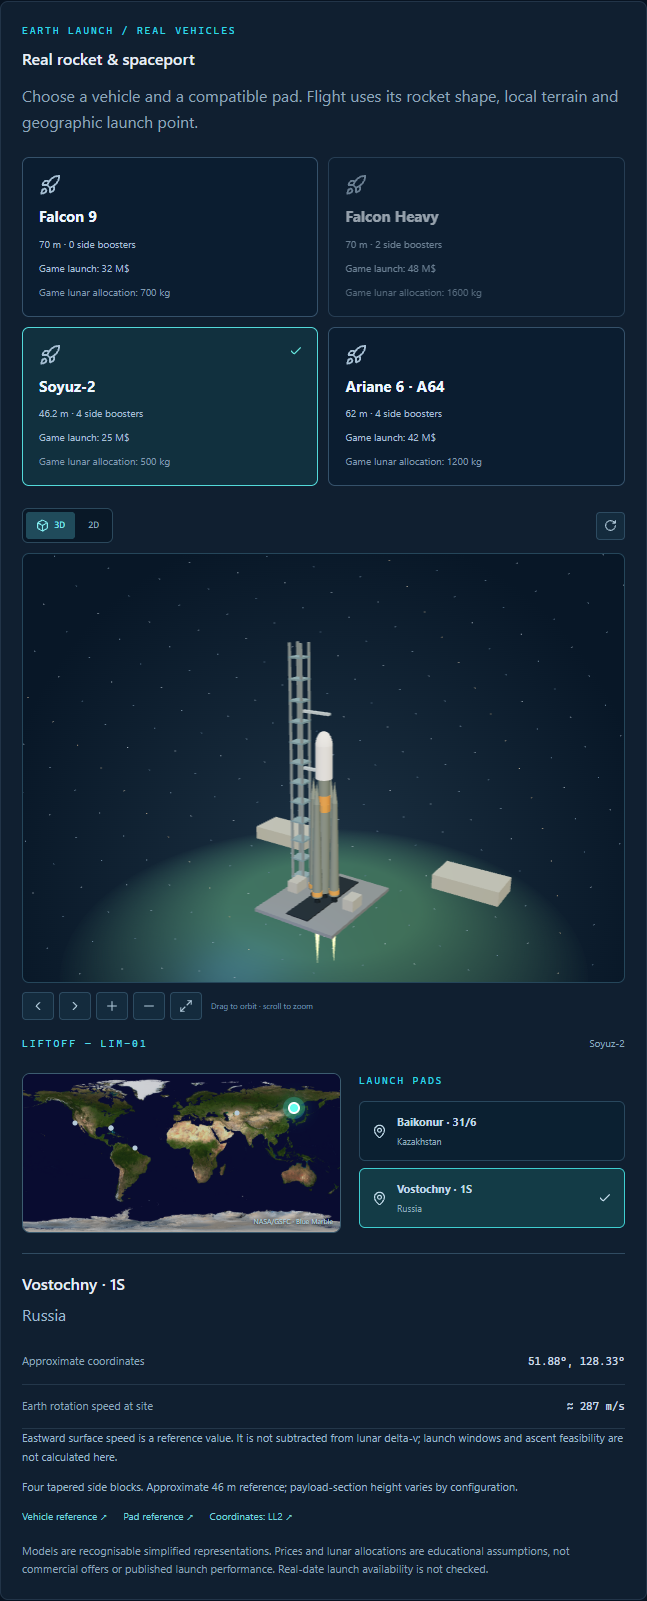 EARTH LAUNCH / REAL VEHICLES
Real rocket & spaceport
Choose a vehicle and a compatible pad. Flight uses its rocket shape, local terrain and
geographic launch point.
Falcon 9
70 m · 0 side boosters
Game launch: 32 M$
Game lunar allocation: 700 kg
Falcon Heavy
70 m · 2 side boosters
Game launch: 48 M$
Game lunar allocation: 1600 kg
Soyuz-2
46.2 m · 4 side boosters
Game launch: 25 M$
Game lunar allocation: 500 kg
Ariane 6 · A64
62 m · 4 side boosters
Game launch: 42 M$
Game lunar allocation: 1200 kg
3D
2D
Drag to orbit · scroll to zoom
LIFTOFF — LIM-01
Soyuz-2
NASA/GSFC · Blue Marble
LAUNCH PADS
Baikonur · 31/6
Kazakhstan
Vostochny · 1S
Russia
Vostochny · 1S
Russia
Approximate coordinates
51.88°, 128.33°
Earth rotation speed at site
≈ 287 m/s
Eastward surface speed is a reference value. It is not subtracted from lunar delta-v; launch windows and ascent feasibility are
not calculated here.
Four tapered side blocks. Approximate 46 m reference; payload-section height varies by configuration.
Vehicle reference ↗ Pad reference ↗ Coordinates: LL2 ↗
Models are recognisable simplified representations. Prices and lunar allocations are educational assumptions, not
commercial offers or published launch performance. Real-date launch availability is not checked.